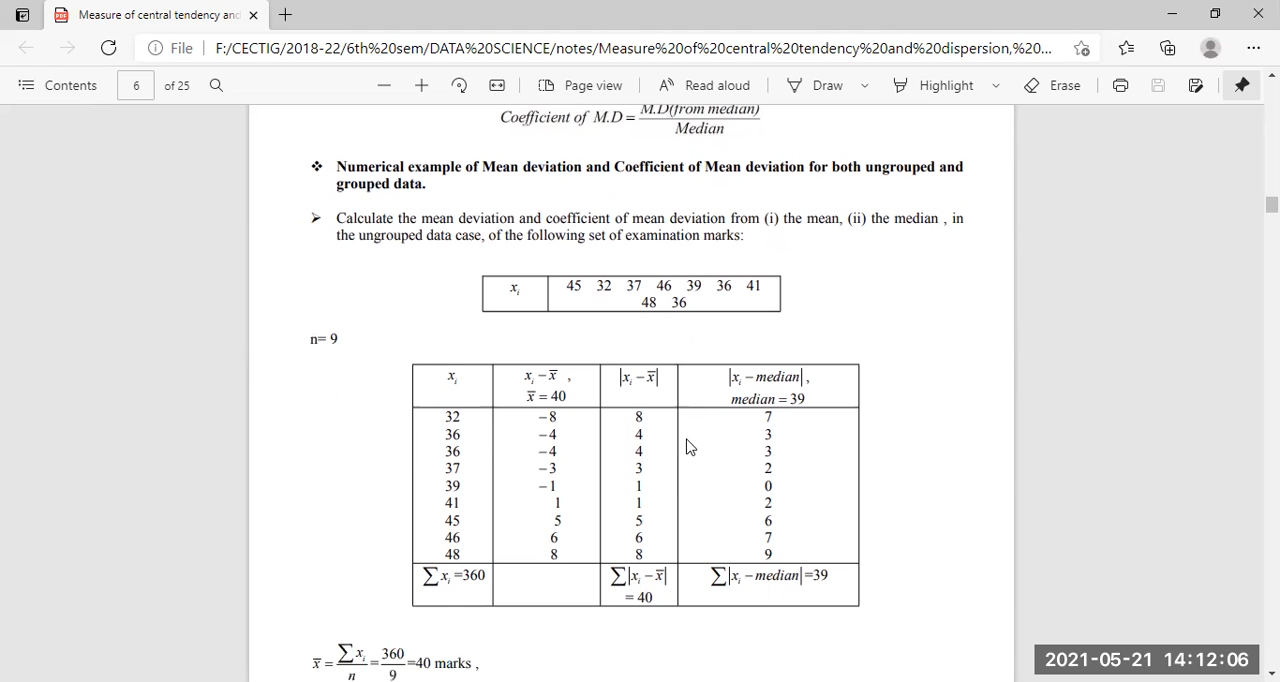 Measure of central tendency and
File F:/CECTIG/2018-22/6th%20sem/DATA%20SCIENCE/notes/Measure%20of%20central%20tendency%20and%20dispersion,%20...
Contents 6 of 25 Page view Read aloud Draw Highlight Erase
Coefficient of M.D = M.D(from median) / Median
❖ Numerical example of Mean deviation and Coefficient of Mean deviation for both ungrouped and
grouped data.
➢ Calculate the mean deviation and coefficient of mean deviation from (i) the mean, (ii) the median , in
the ungrouped data case, of the following set of examination marks:
xᵢ 45 32 37 46 39 36 41
48 36
n= 9
xᵢ xᵢ − x̅ , |xᵢ − x̅| |xᵢ − median| ,
x̅ = 40 median = 39
32 −8 8 7
36 −4 4 3
36 −4 4 3
37 −3 3 2
39 −1 1 0
41 1 1 2
45 5 5 6
46 6 6 7
48 8 8 9
∑ xᵢ =360 ∑|xᵢ − x̅| ∑|xᵢ − median| =39
= 40
x̅ = ∑ xᵢ / n = 360 / 9 =40 marks ,
2021-05-21 14:12:06